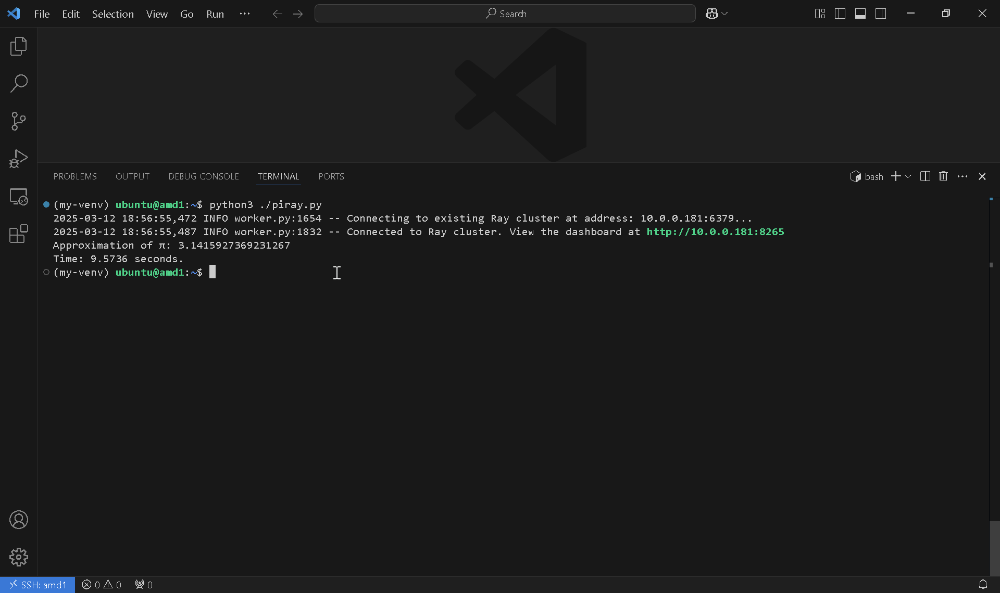 File Edit Selection View Go Run ··· Search
PROBLEMS OUTPUT DEBUG CONSOLE TERMINAL PORTS bash
(my-venv) ubuntu@amd1:~$ python3 ./piray.py
2025-03-12 18:56:55,472 INFO worker.py:1654 -- Connecting to existing Ray cluster at address: 10.0.0.181:6379...
2025-03-12 18:56:55,487 INFO worker.py:1832 -- Connected to Ray cluster. View the dashboard at http://10.0.0.181:8265
Approximation of π: 3.1415927369231267
Time: 9.5736 seconds.
(my-venv) ubuntu@amd1:~$
SSH: amd1 0 0 0